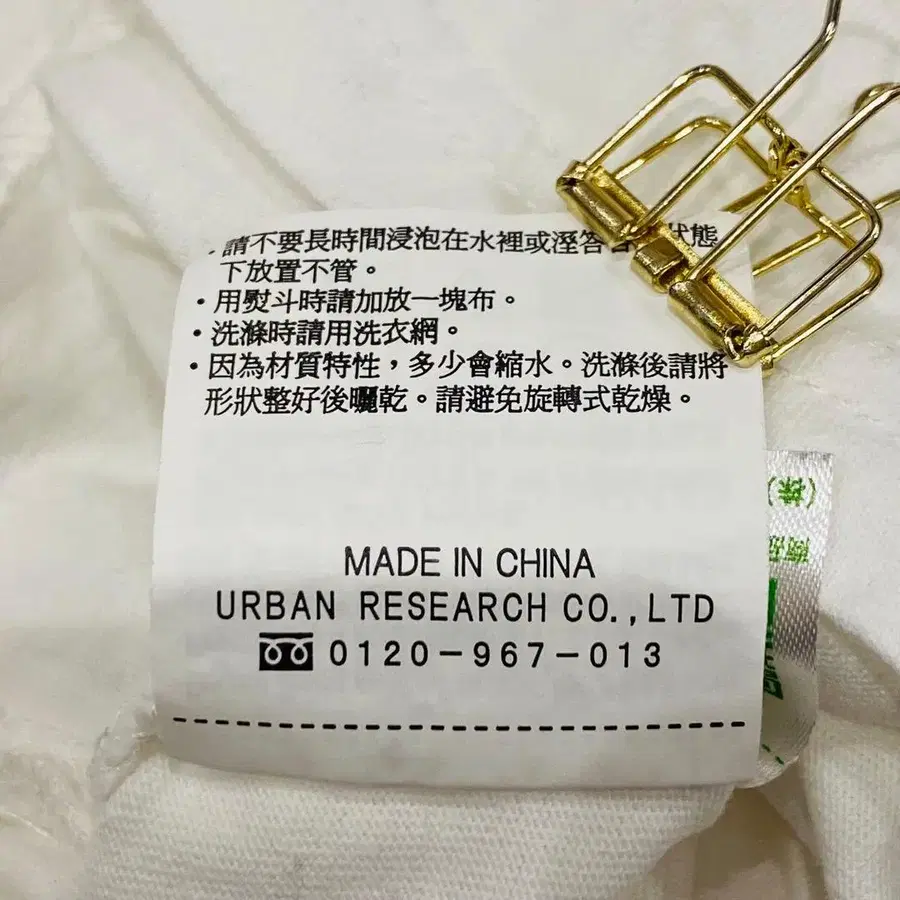 請不要長時間浸泡在水裡或溼答 狀態
下放置不管。
・用熨斗時請加放一塊布。
・洗滌時請用洗衣網。
・因為材質特性，多少會縮水。洗滌後請將
形狀整好後曬乾。請避免旋轉式乾燥。
MADE IN CHINA
URBAN RESEARCH CO.,LTD
0120-967-013